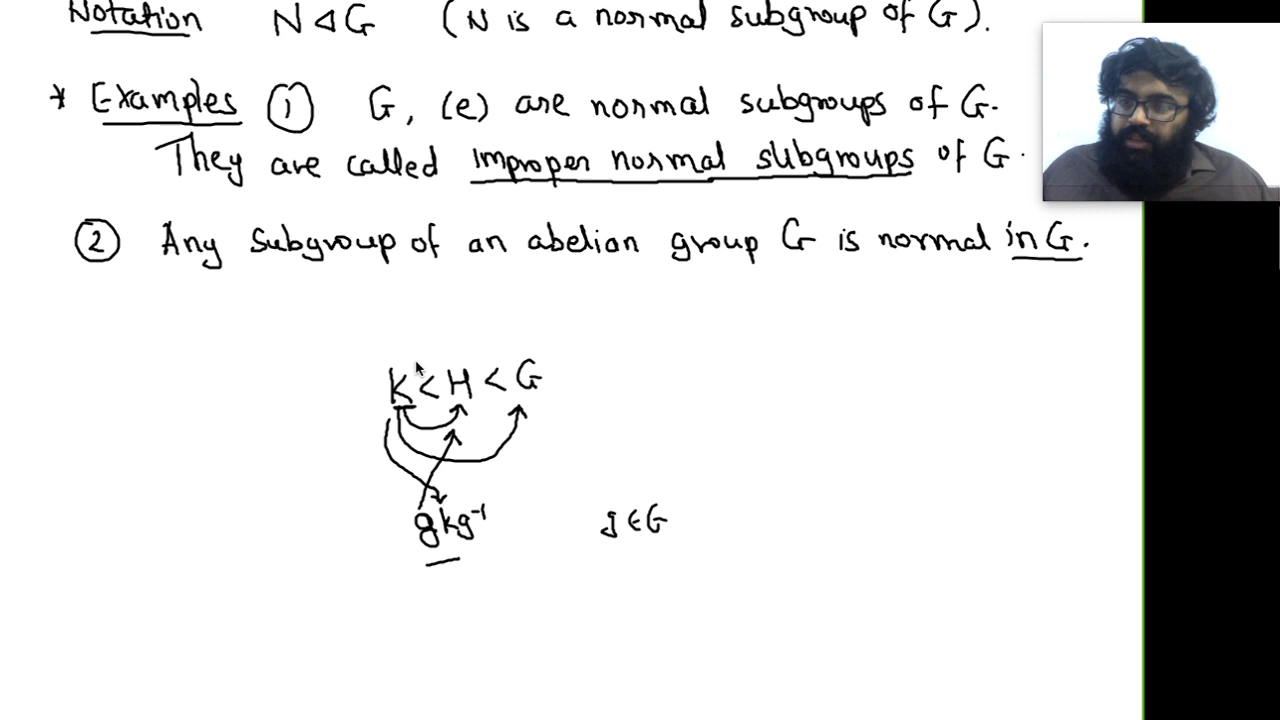 Notation N ⊲ G (N is a normal subgroup of G).
* Examples ① G, (e) are normal subgroups of G.
They are called improper normal subgroups of G.
② Any subgroup of an abelian group G is normal in G.
K < H < G
gkg⁻¹ g ∈ G